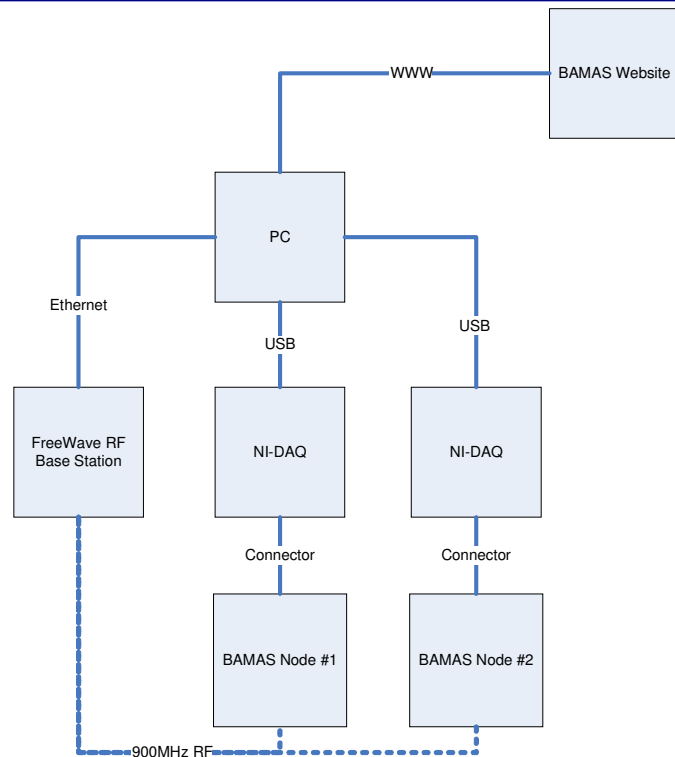 WWW
BAMAS Website
PC
Ethernet
USB
USB
FreeWave RF
Base Station
NI-DAQ
NI-DAQ
Connector
Connector
BAMAS Node #1
BAMAS Node #2
900MHz RF